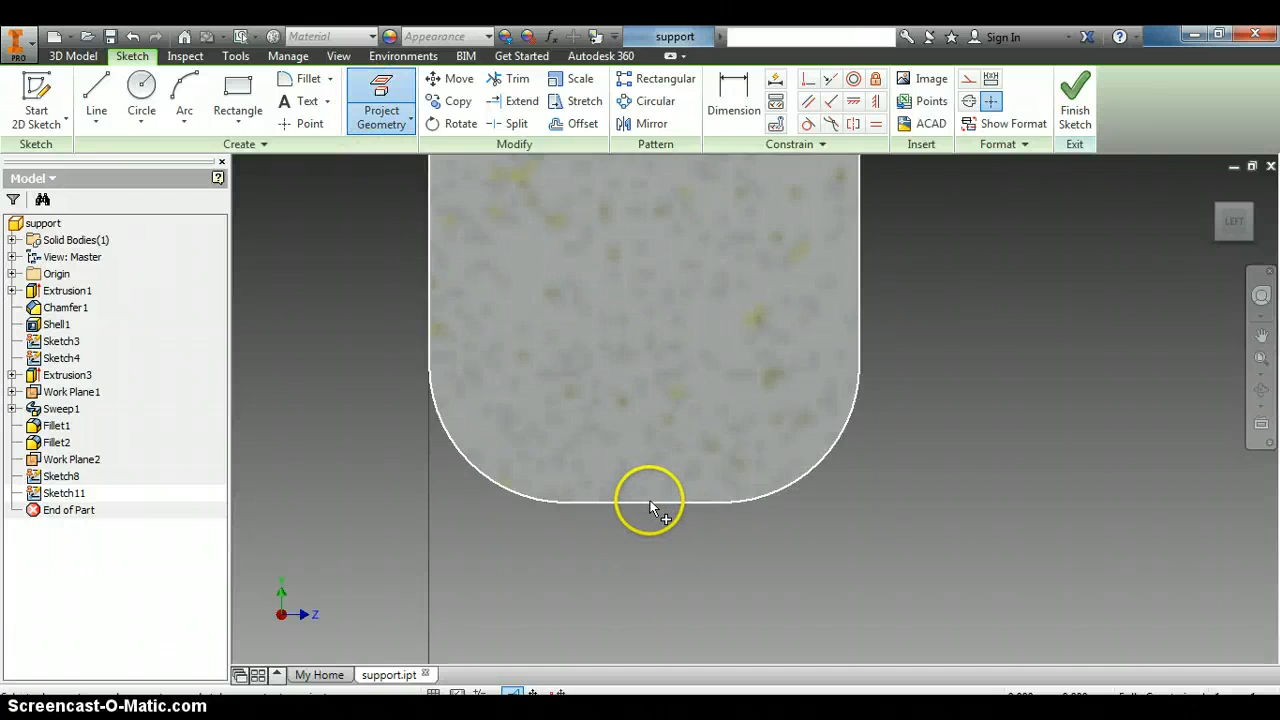 Material
Appearance
support
Sign In
PRO
3D Model
Sketch
Inspect
Tools
Manage
View
Environments
BIM
Get Started
Autodesk 360
Start
2D Sketch
Line
Circle
Arc
Rectangle
Fillet
Text
Point
Project
Geometry
Move
Copy
Rotate
Trim
Extend
Split
Scale
Stretch
Offset
Rectangular
Circular
Mirror
Dimension
Image
Points
ACAD
Show Format
Finish
Sketch
Sketch
Create
Modify
Pattern
Constrain
Insert
Format
Exit
Model
support
Solid Bodies(1)
View: Master
Origin
Extrusion1
Chamfer1
Shell1
Sketch3
Sketch4
Extrusion3
Work Plane1
Sweep1
Fillet1
Fillet2
Work Plane2
Sketch8
Sketch11
End of Part
LEFT
Y
Z
My Home
support.ipt
Screencast-O-Matic.com